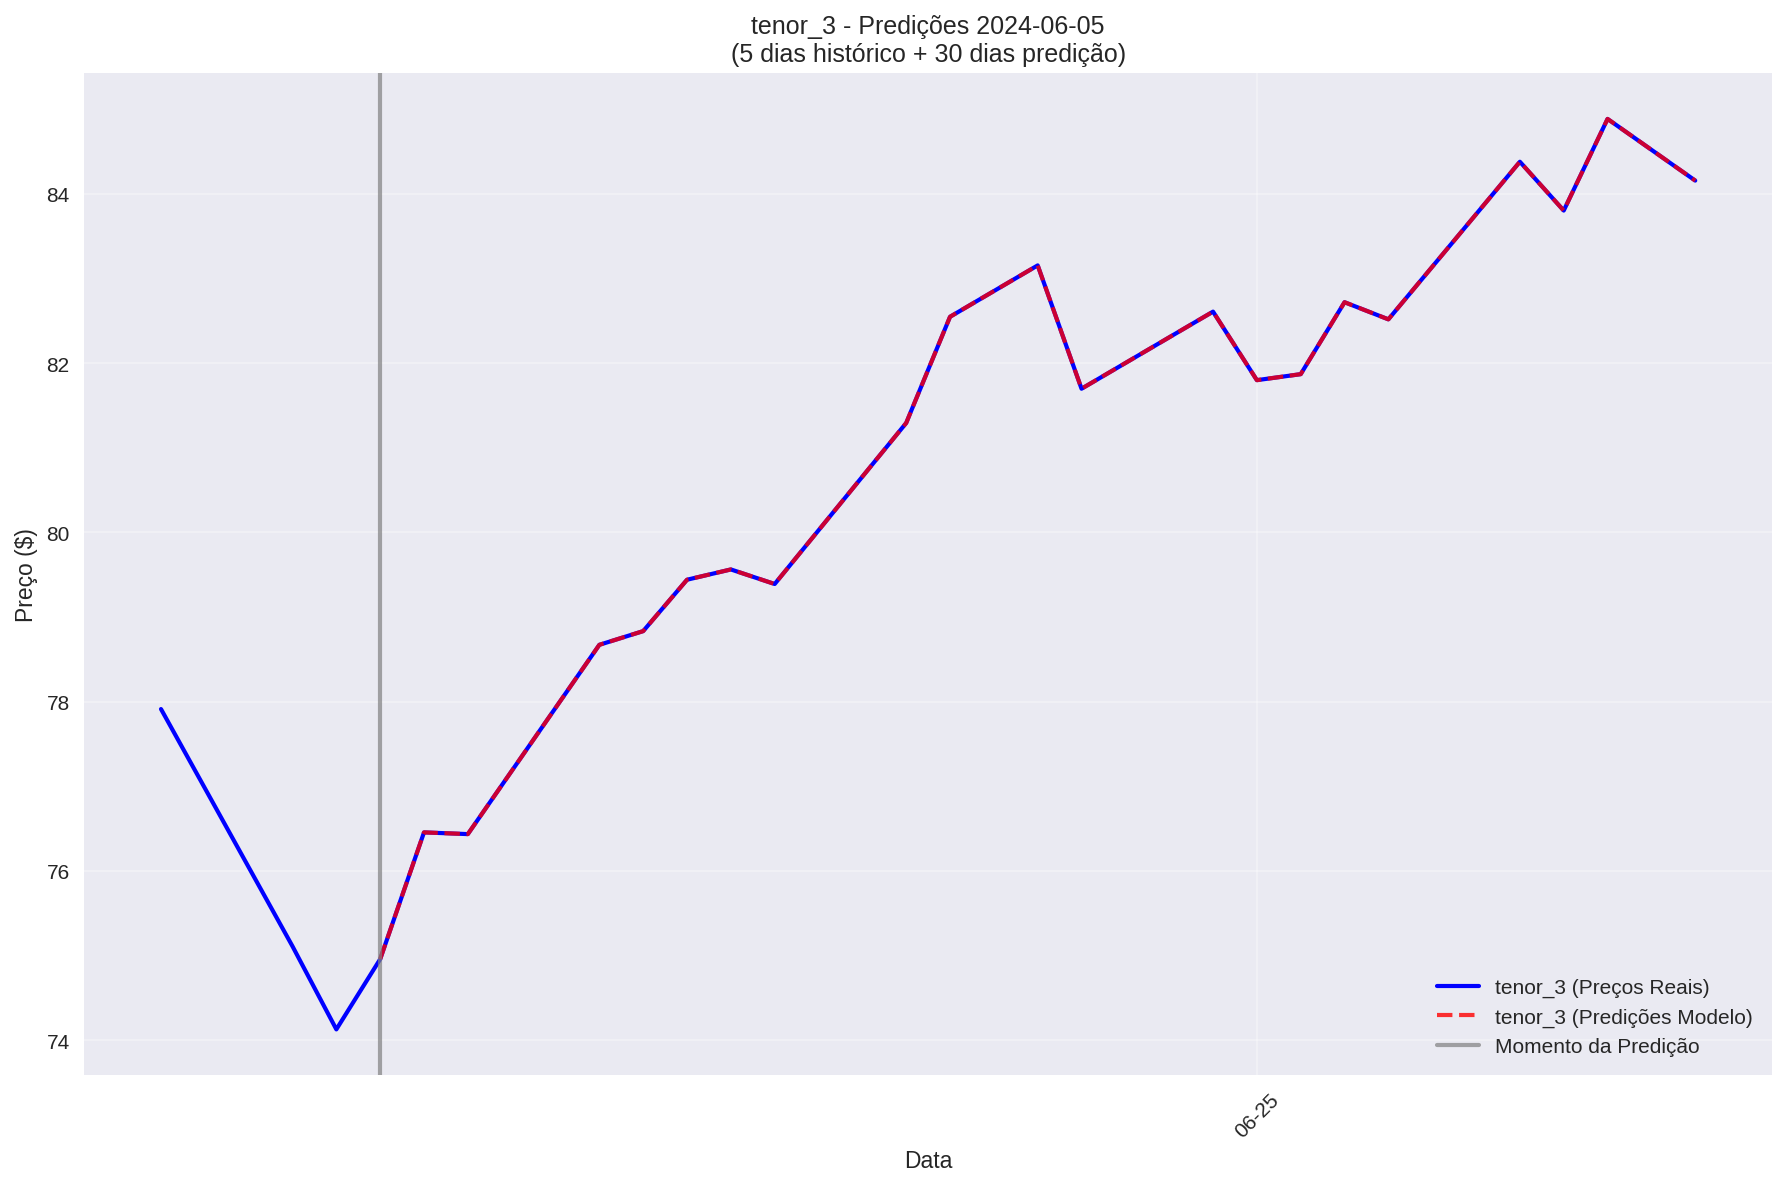 tenor_3 - Predições 2024-06-05
(5 dias histórico + 30 dias predição)
Preço ($)
84
82
80
78
76
74
tenor_3 (Preços Reais)
tenor_3 (Predições Modelo)
Momento da Predição
06-25
Data